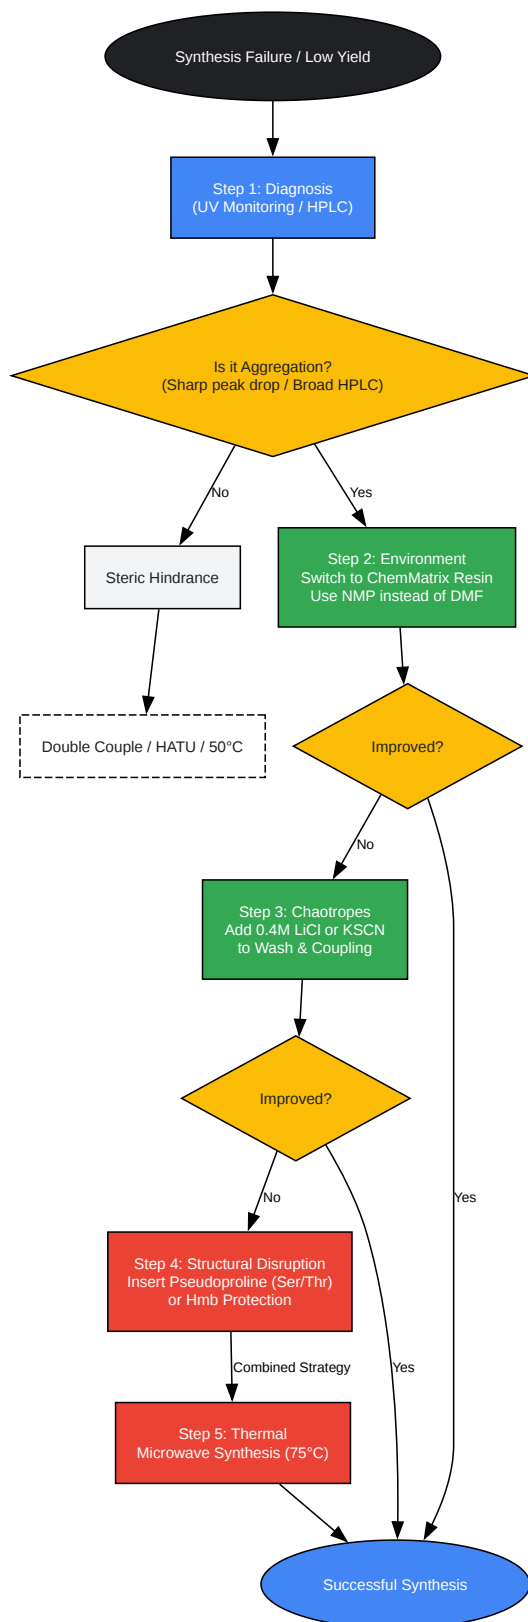 Synthesis Failure / Low Yield
Step 1: Diagnosis
(UV Monitoring / HPLC)
Is it Aggregation?
(Sharp peak drop / Broad HPLC)
No
Yes
Steric Hindrance
Step 2: Environment
Switch to ChemMatrix Resin
Use NMP instead of DMF
Double Couple / HATU / 50°C
Improved?
No
Step 3: Chaotropes
Add 0.4M LiCl or KSCN
to Wash & Coupling
Improved?
No
Yes
Step 4: Structural Disruption
Insert Pseudoproline (Ser/Thr)
or Hmb Protection
Combined Strategy
Yes
Step 5: Thermal
Microwave Synthesis (75°C)
Successful Synthesis